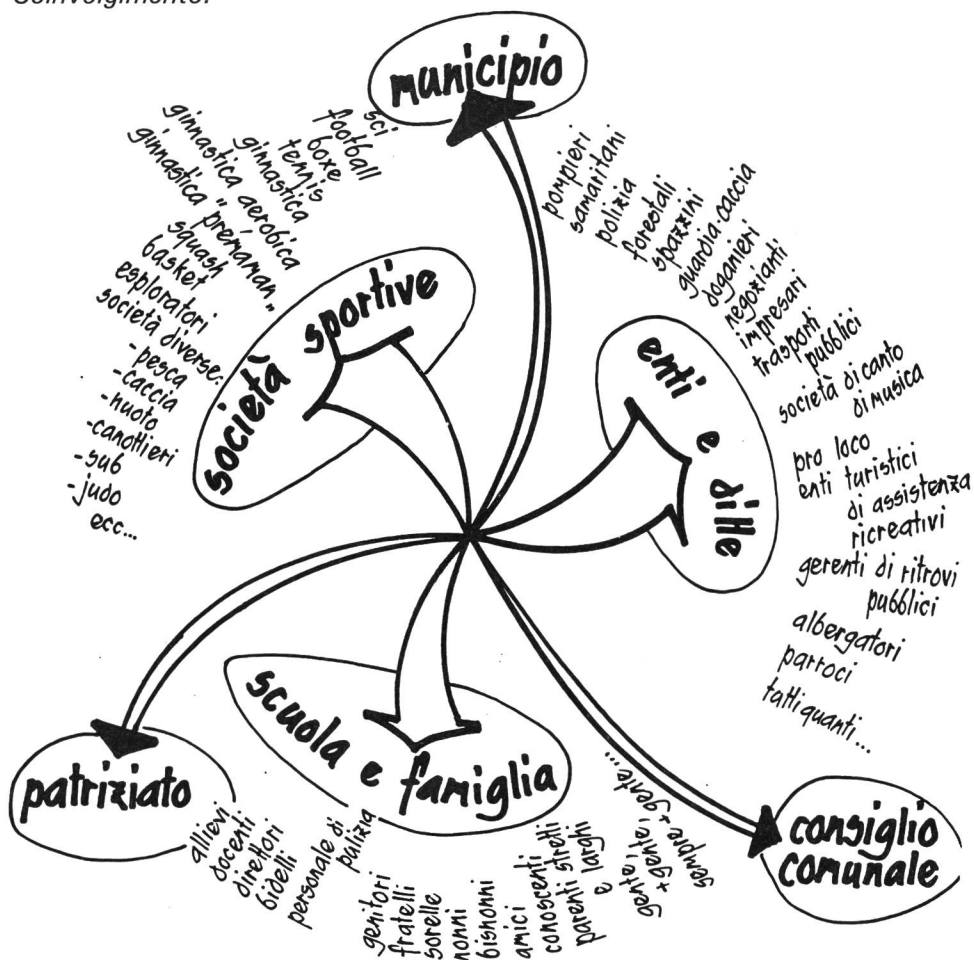 Coinvolgimento:
municipio
sci
football
boxe
tennis
ginnastica
ginnastica aerobica
ginnastica "prémaman"
squash
basket
esploratori
società diverse:
-pesca
-caccia
-nuoto
-canottieri
-sub
-judo
ecc...
società sportive
pompieri
samaritani
polizia
forestali
spazzini
guardia-caccia
doganieri
negozianti
impresari
trasporti
pubblici
società di canto
di musica
pro loco
enti turistici
di assistenza
ricreativi
gerenti di ritrovi
pubblici
albergatori
parroci
tutti quanti...
enti e ditte
scuola e famiglia
patriziato
allievi
docenti
direttori
bidelli
personale di
pulizia
genitori
fratelli
sorelle
nonni
bisnonni
amici
conoscenti
parenti stretti
e larghi
gente,
+ gente,
sempre + gente...
consiglio
comunale